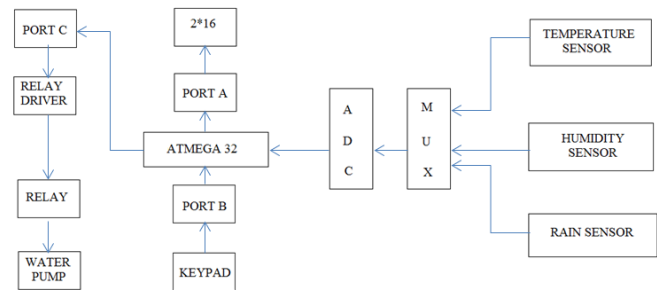 PORT C
RELAY
DRIVER
RELAY
WATER
PUMP
2*16
PORT A
ATMEGA 32
PORT B
KEYPAD
A
D
C
M
U
X
TEMPERATURE
SENSOR
HUMIDITY
SENSOR
RAIN SENSOR